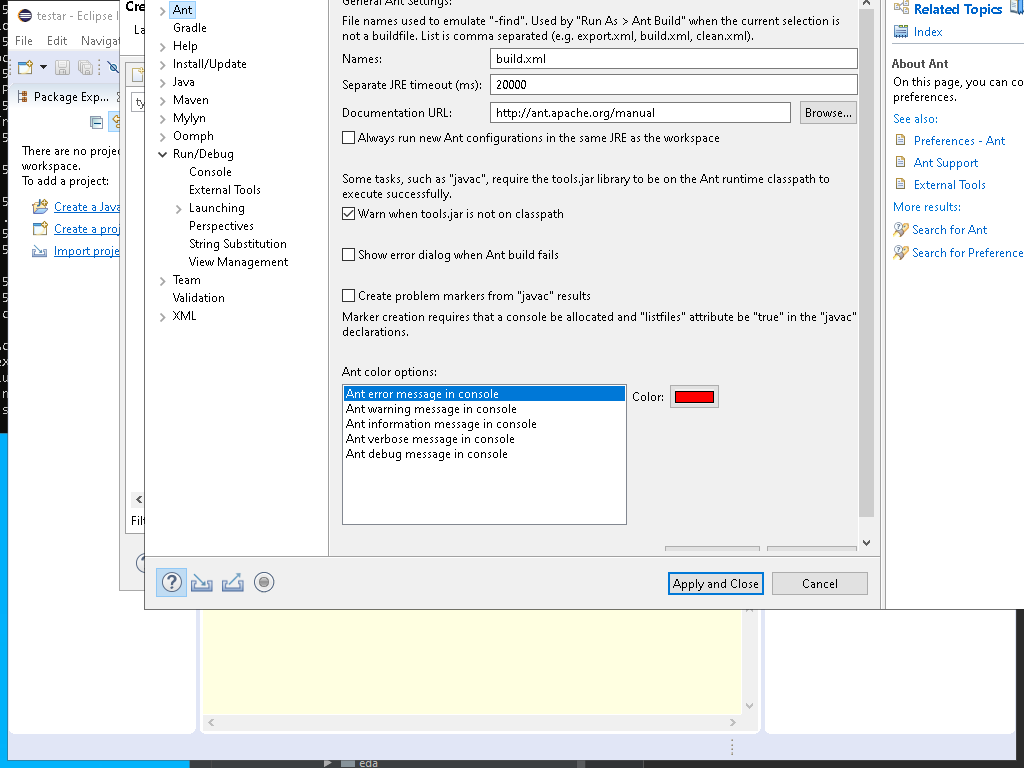 testar - Eclipse I
File
Edit
Navigat
Package Exp...
There are no proje
workspace.
To add a project:
Create a Java
Create a proj
Import proje
Cre
La
ty
Filt
Ant
Gradle
Help
Install/Update
Java
Maven
Mylyn
Oomph
Run/Debug
Console
External Tools
Launching
Perspectives
String Substitution
View Management
Team
Validation
XML
General Ant Settings:
File names used to emulate "-find". Used by "Run As > Ant Build" when the current selection is
not a buildfile. List is comma separated (e.g. export.xml, build.xml, clean.xml).
Names:
build.xml
Separate JRE timeout (ms):
20000
Documentation URL:
http://ant.apache.org/manual
Browse...
Always run new Ant configurations in the same JRE as the workspace
Some tasks, such as "javac", require the tools.jar library to be on the Ant runtime classpath to
execute successfully.
Warn when tools.jar is not on classpath
Show error dialog when Ant build fails
Create problem markers from "javac" results
Marker creation requires that a console be allocated and "listfiles" attribute be "true" in the "javac"
declarations.
Ant color options:
Ant error message in console
Ant warning message in console
Ant information message in console
Ant verbose message in console
Ant debug message in console
Color:
Apply and Close
Cancel
Related Topics
Index
About Ant
On this page, you can co
preferences.
See also:
Preferences - Ant
Ant Support
External Tools
More results:
Search for Ant
Search for Preference
eda